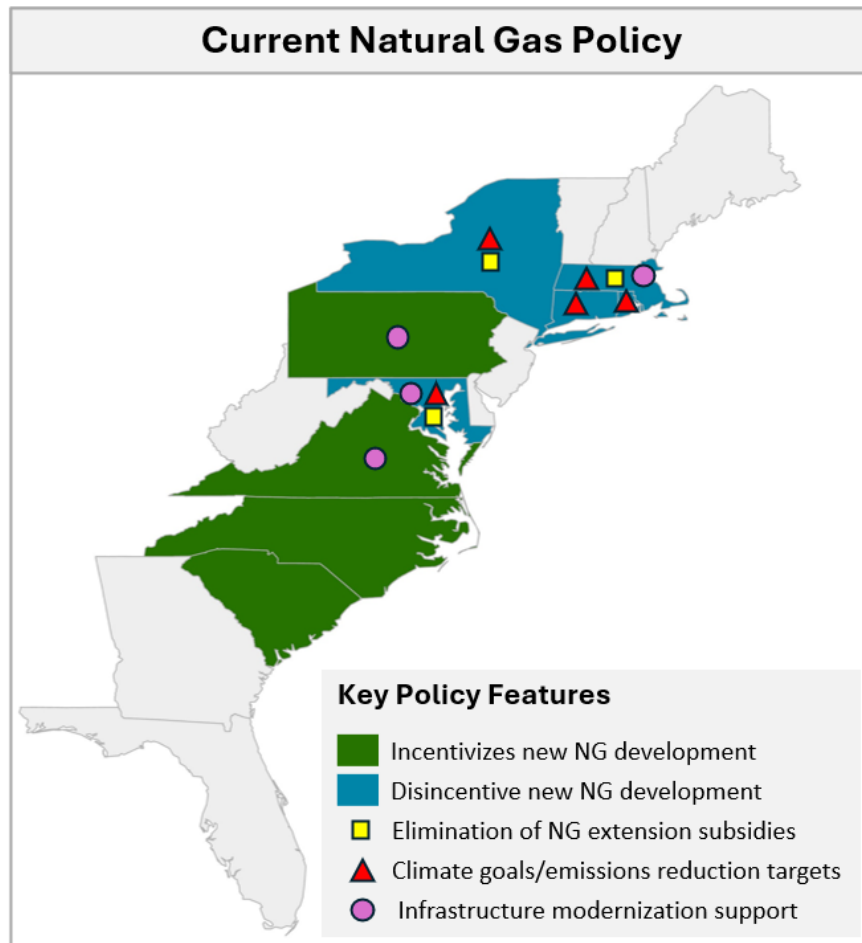 Current Natural Gas Policy
Key Policy Features
Incentivizes new NG development
Disincentive new NG development
Elimination of NG extension subsidies
Climate goals/emissions reduction targets
Infrastructure modernization support